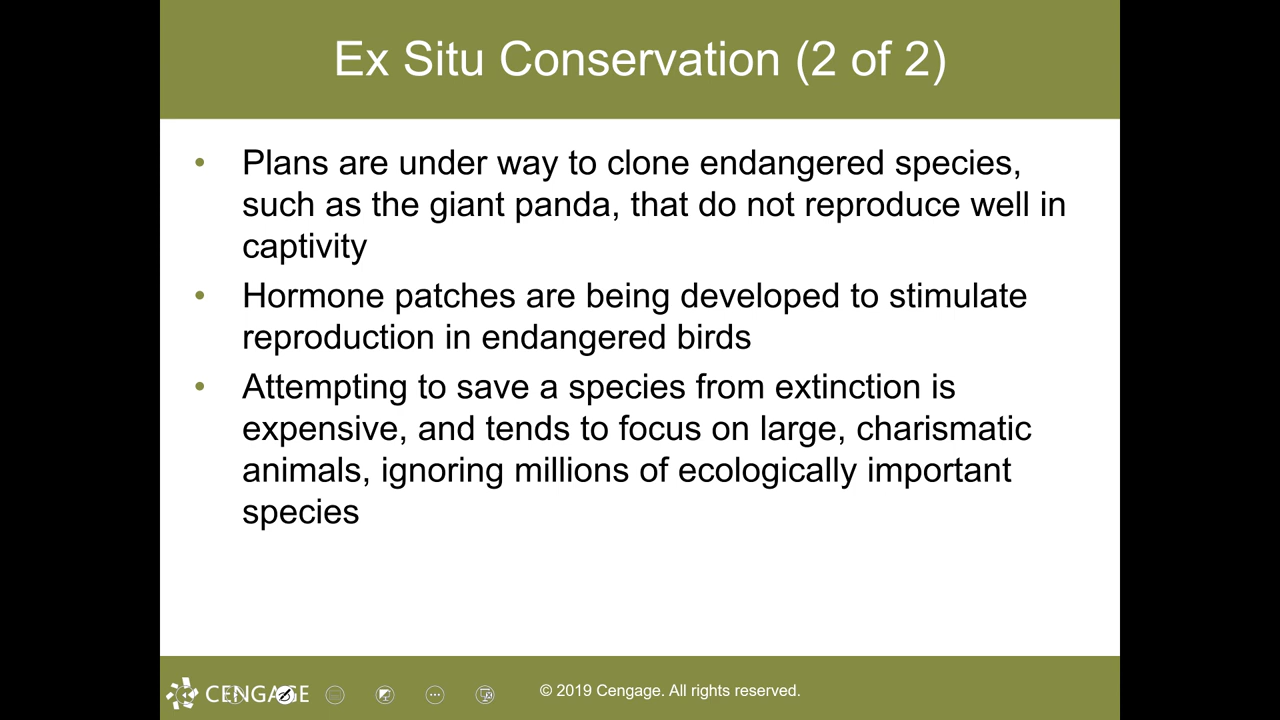 Ex Situ Conservation (2 of 2)
• Plans are under way to clone endangered species,
such as the giant panda, that do not reproduce well in
captivity
• Hormone patches are being developed to stimulate
reproduction in endangered birds
• Attempting to save a species from extinction is
expensive, and tends to focus on large, charismatic
animals, ignoring millions of ecologically important
species
CENGAGE
© 2019 Cengage. All rights reserved.